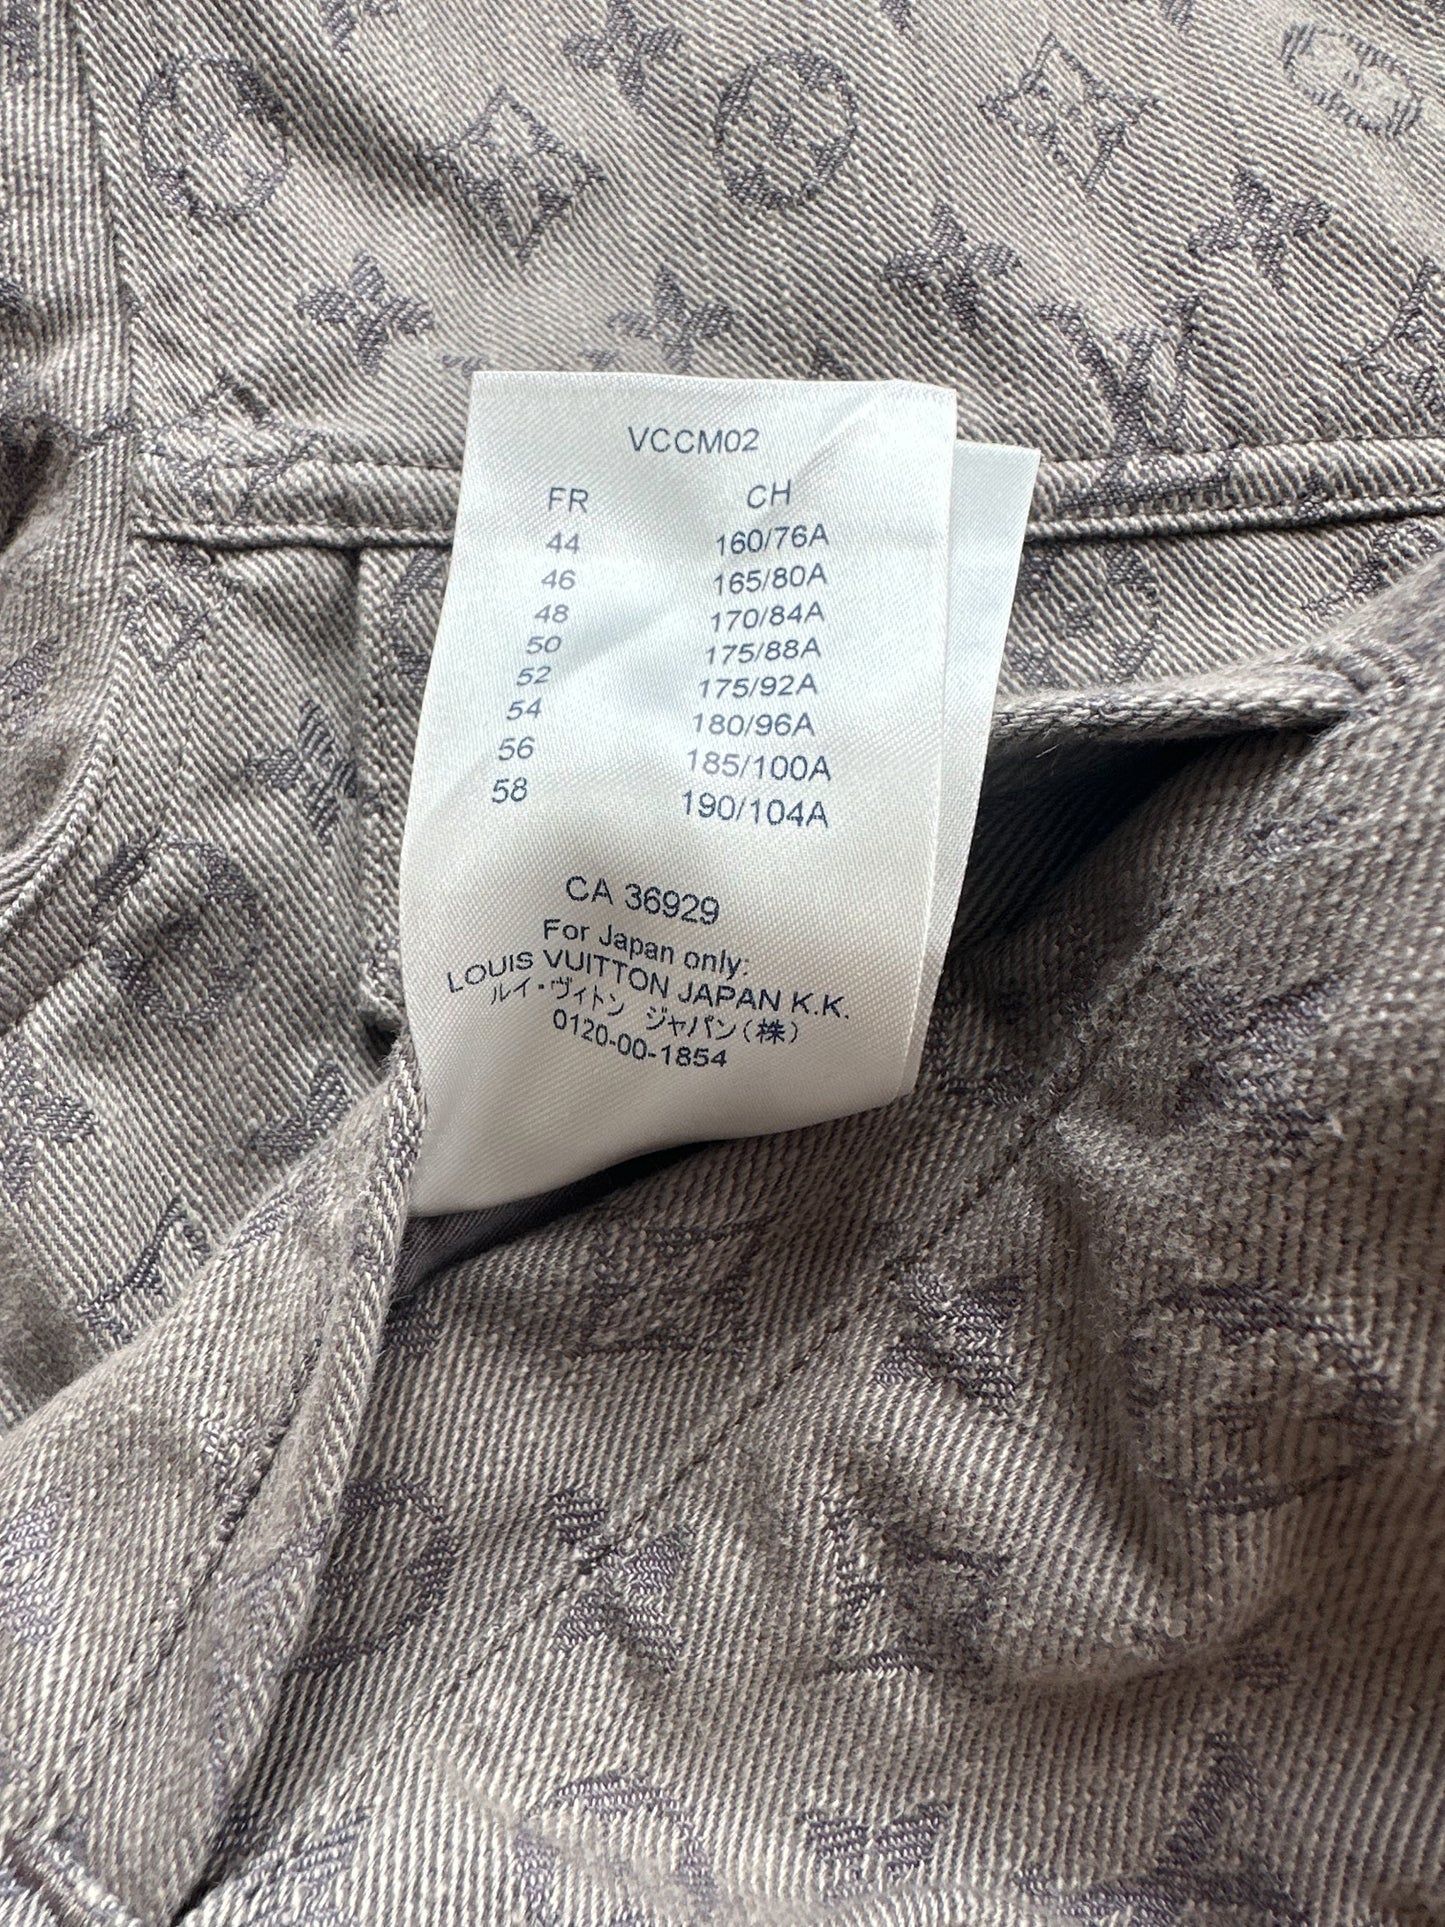 VCCM02
FR CH
44 160/76A
46 165/80A
48 170/84A
50 175/88A
52 175/92A
54 180/96A
56 185/100A
58 190/104A
CA 36929
For Japan only:
LOUIS VUITTON JAPAN K.K.
ルイ・ヴィトン ジャパン(株)
0120-00-1854